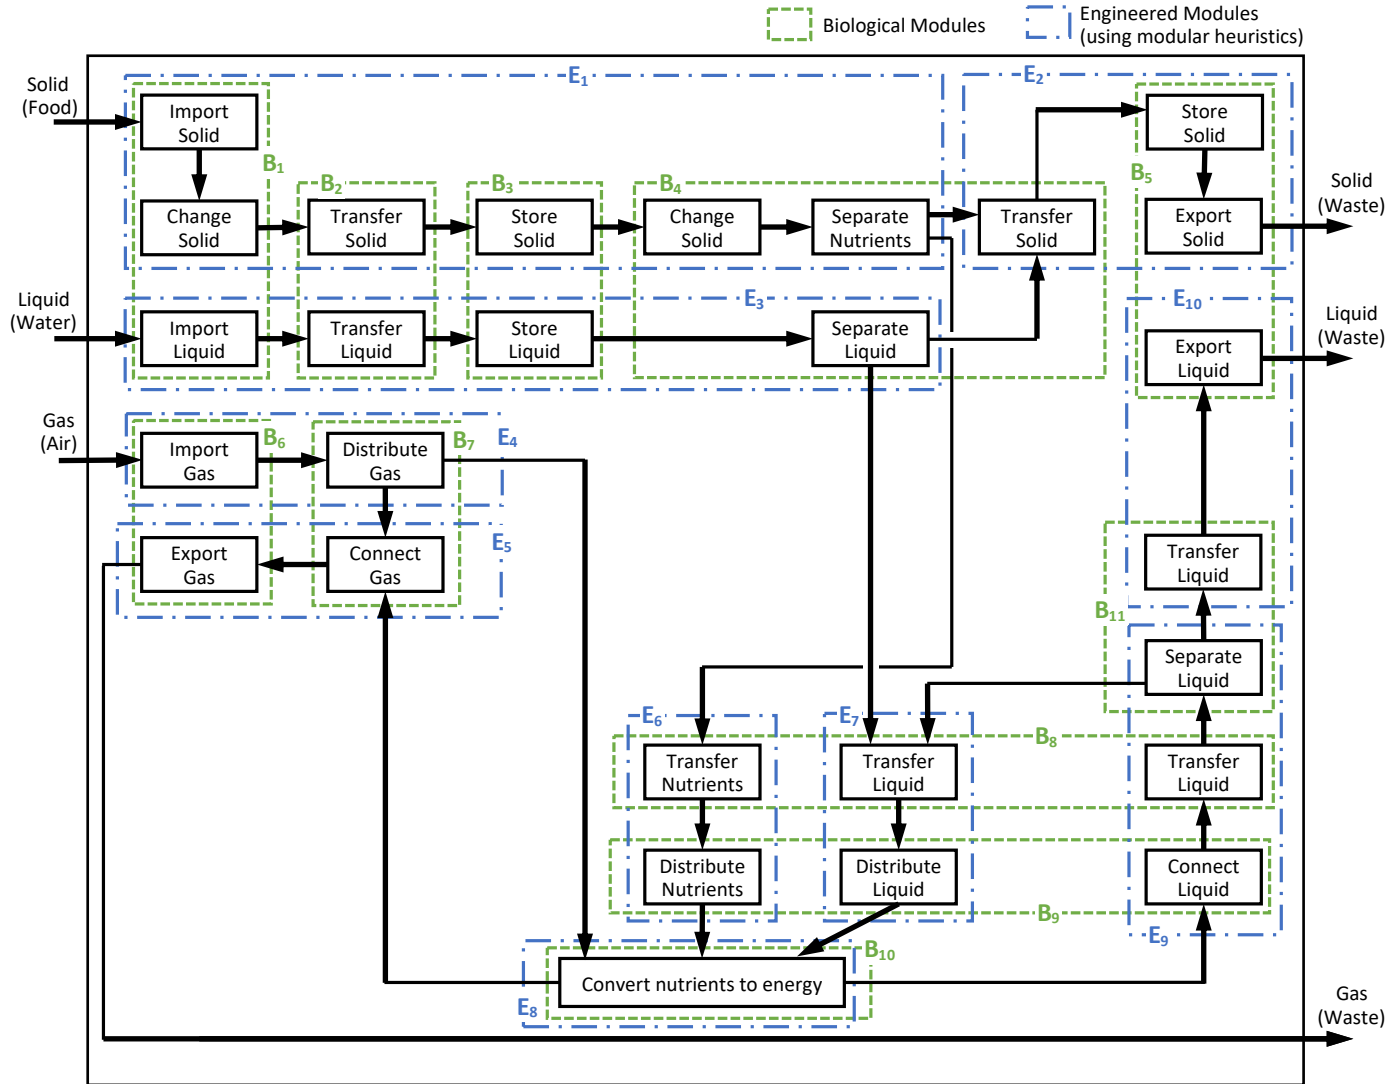 Biological Modules
Engineered Modules
(using modular heuristics)
Solid
(Food)
E1
E2
Import
Solid
Store
Solid
B1
B2
B3
B4
B5
Solid
(Waste)
Change
Solid
Transfer
Solid
Store
Solid
Change
Solid
Separate
Nutrients
Transfer
Solid
Export
Solid
Liquid
(Water)
E3
E10
Liquid
(Waste)
Import
Liquid
Transfer
Liquid
Store
Liquid
Separate
Liquid
Export
Liquid
Gas
(Air)
B6
B7
E4
Import
Gas
Distribute
Gas
E5
Export
Gas
Connect
Gas
Transfer
Liquid
B11
Separate
Liquid
E6
E7
B8
Transfer
Nutrients
Transfer
Liquid
Transfer
Liquid
Distribute
Nutrients
Distribute
Liquid
Connect
Liquid
B9
E9
B10
Convert nutrients to energy
E8
Gas
(Waste)